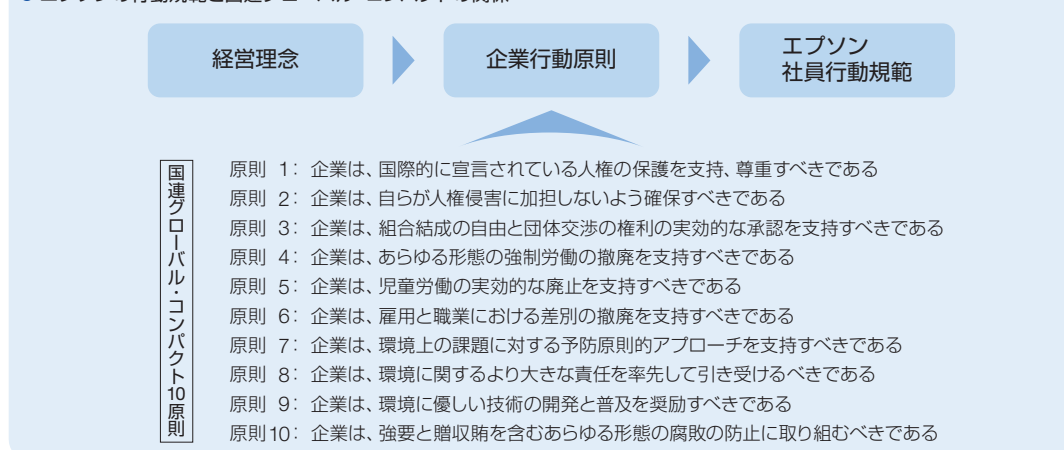 経営理念
企業行動原則
エプソン
社員行動規範
国連グローバル・コンパクト10原則
原則 1： 企業は、国際的に宣言されている人権の保護を支持、尊重すべきである
原則 2： 企業は、自らが人権侵害に加担しないよう確保すべきである
原則 3： 企業は、組合結成の自由と団体交渉の権利の実効的な承認を支持すべきである
原則 4： 企業は、あらゆる形態の強制労働の撤廃を支持すべきである
原則 5： 企業は、児童労働の実効的な廃止を支持すべきである
原則 6： 企業は、雇用と職業における差別の撤廃を支持すべきである
原則 7： 企業は、環境上の課題に対する予防原則的アプローチを支持すべきである
原則 8： 企業は、環境に関するより大きな責任を率先して引き受けるべきである
原則 9： 企業は、環境に優しい技術の開発と普及を奨励すべきである
原則10： 企業は、強要と贈収賄を含むあらゆる形態の腐敗の防止に取り組むべきである